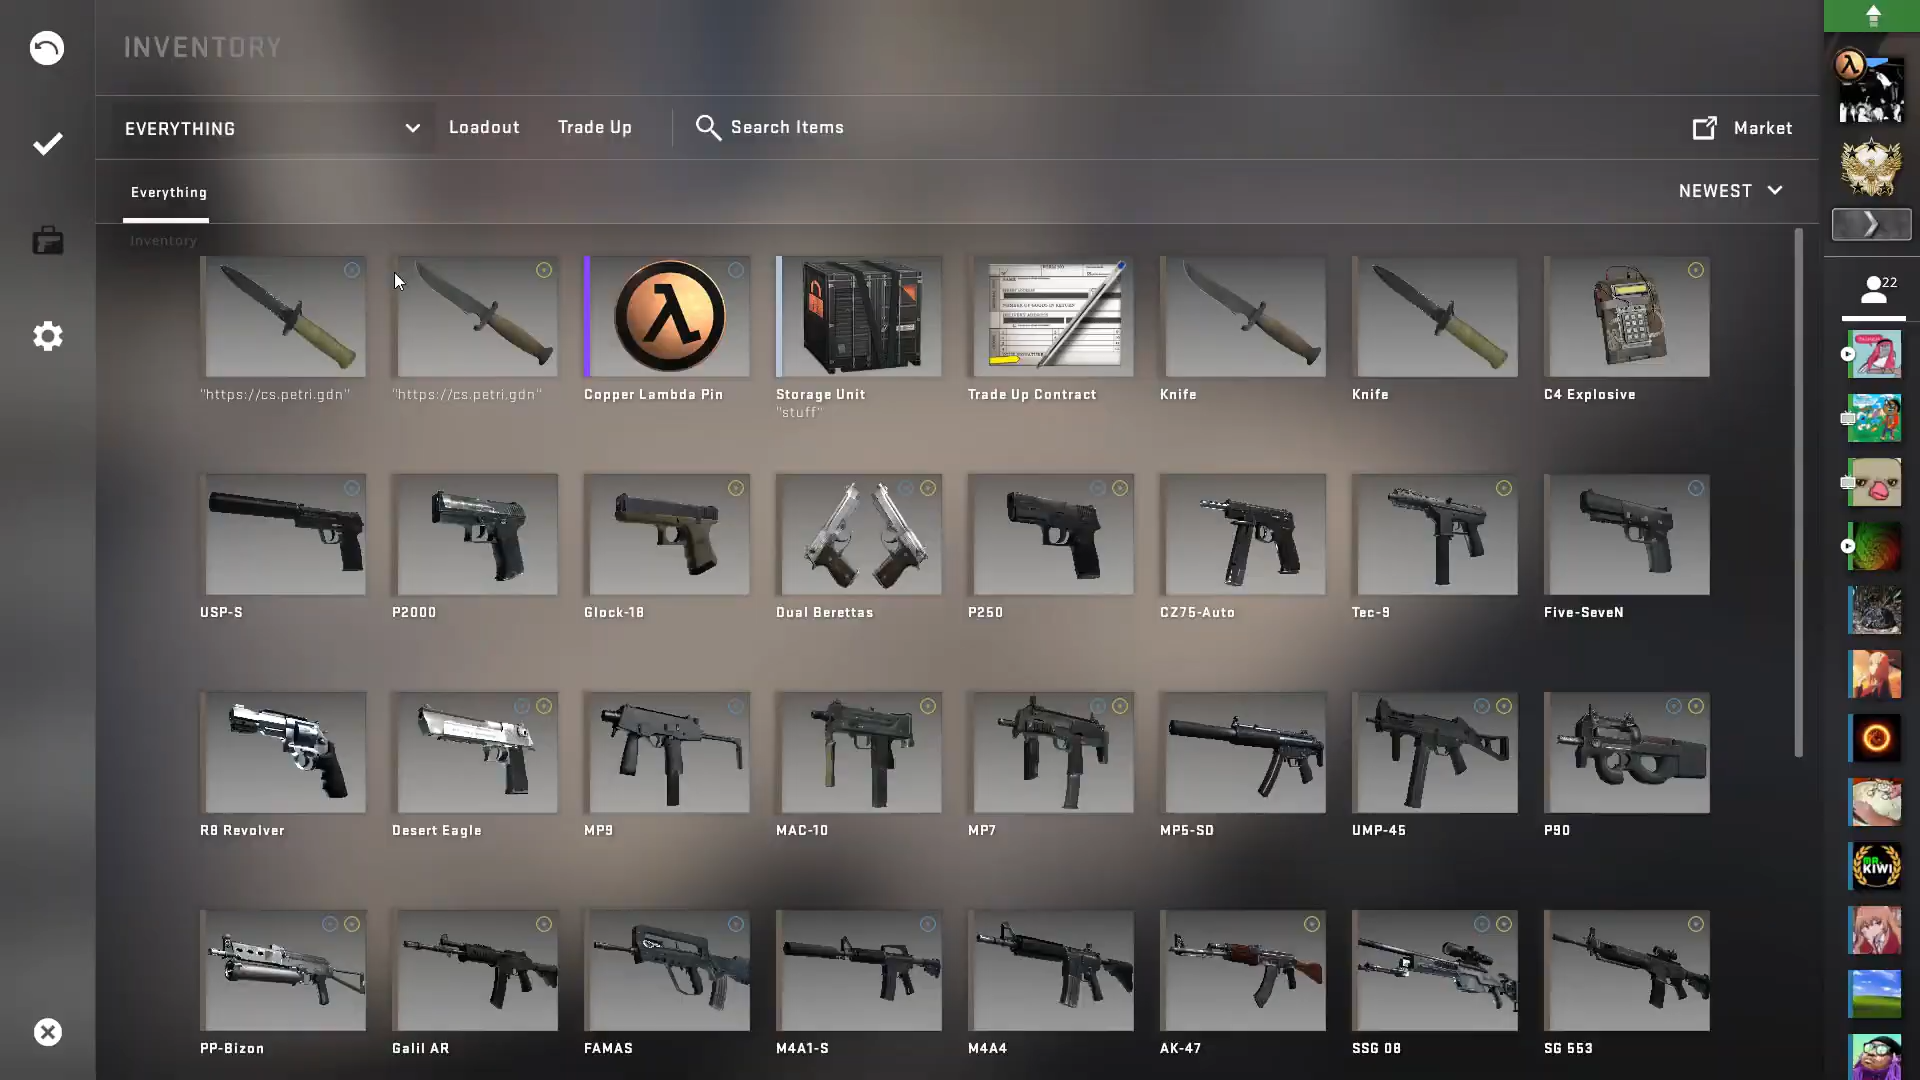 INVENTORY
EVERYTHING
Loadout
Trade Up
Search Items
Market
Everything
NEWEST
Inventory
22
"https://cs.petri.gdn"
"https://cs.petri.gdn"
Copper Lambda Pin
Storage Unit
"stuff"
Trade Up Contract
Knife
Knife
C4 Explosive
USP-S
P2000
Glock-18
Dual Berettas
P250
CZ75-Auto
Tec-9
Five-SeveN
R8 Revolver
Desert Eagle
MP9
MAC-10
MP7
MP5-SD
UMP-45
P90
MR.
KIWI
PP-Bizon
Galil AR
FAMAS
M4A1-S
M4A4
AK-47
SSG 08
SG 553